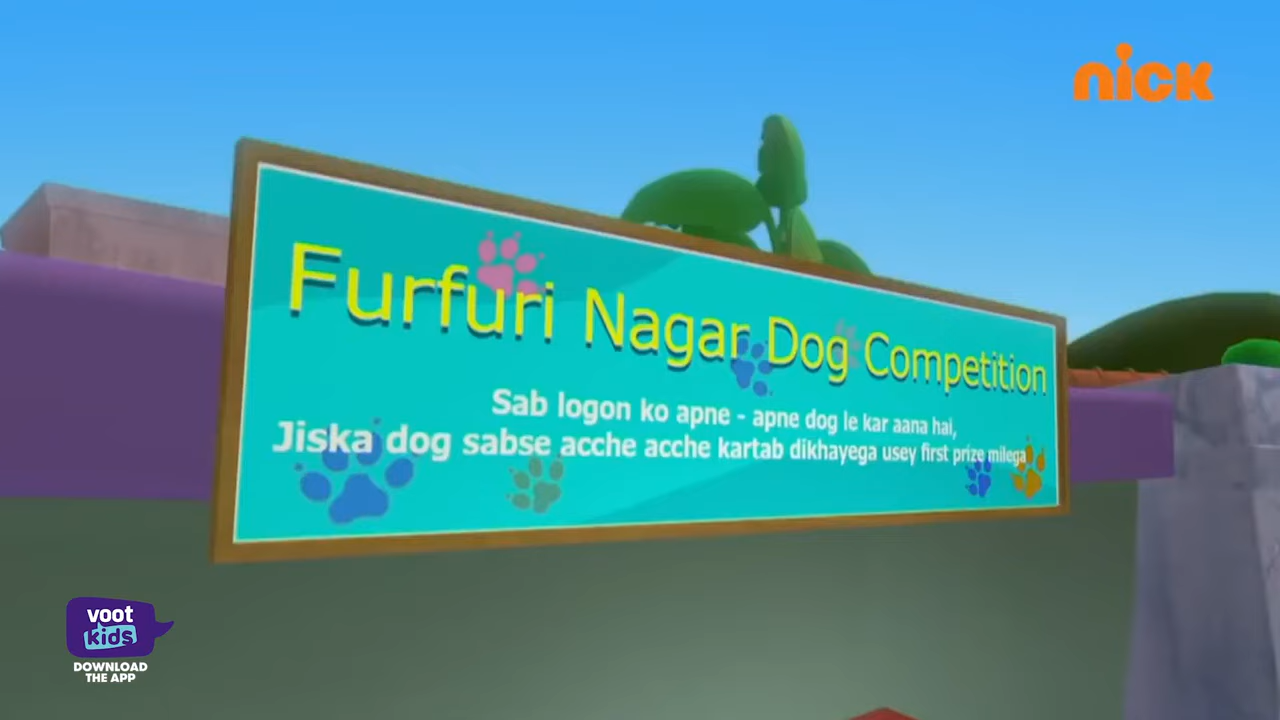 nick
Furfuri Nagar Dog Competition
Sab logon ko apne - apne dog le kar aana hai,
Jiska dog sabse acche acche kartab dikhayega usey first prize milega
voot
kids
DOWNLOAD
THE APP